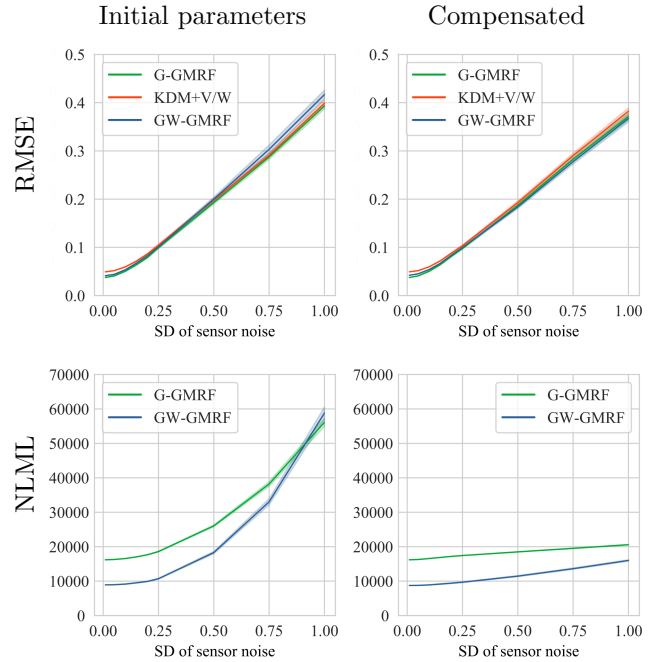 Initial parameters
Compensated
RMSE
0.5
0.4
0.3
0.2
0.1
0.0
G-GMRF
KDM+V/W
GW-GMRF
0.00 0.25 0.50 0.75 1.00
SD of sensor noise
0.5
0.4
0.3
0.2
0.1
0.0
G-GMRF
KDM+V/W
GW-GMRF
0.00 0.25 0.50 0.75 1.00
SD of sensor noise
NLML
70000
60000
50000
40000
30000
20000
10000
0
G-GMRF
GW-GMRF
0.00 0.25 0.50 0.75 1.00
SD of sensor noise
70000
60000
50000
40000
30000
20000
10000
0
G-GMRF
GW-GMRF
0.00 0.25 0.50 0.75 1.00
SD of sensor noise